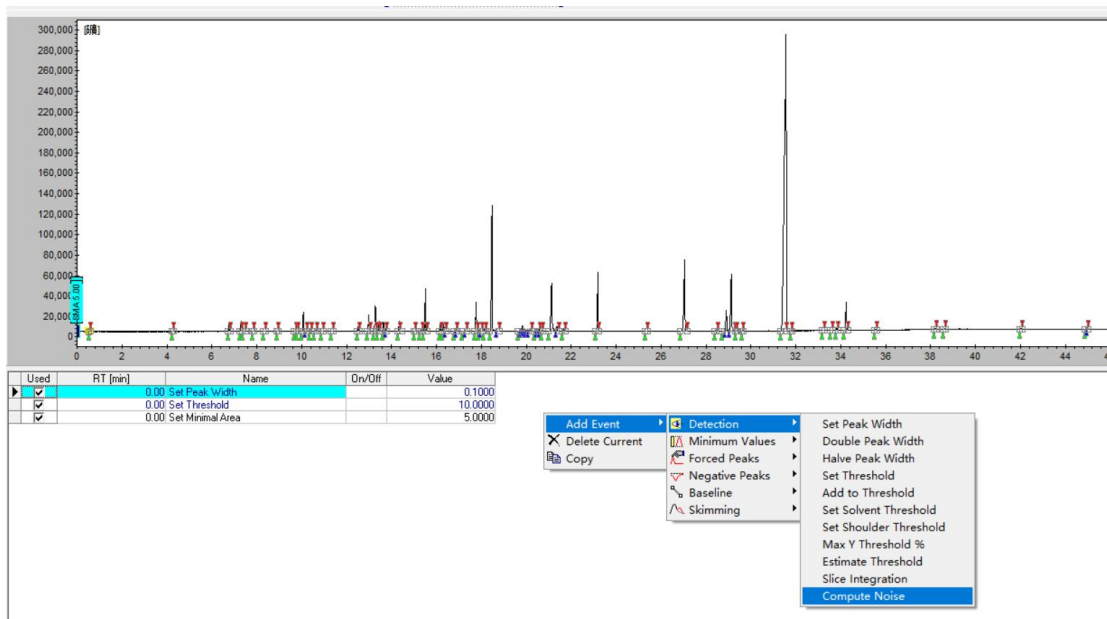 300,000
280,000
260,000
240,000
220,000
200,000
180,000
160,000
140,000
120,000
100,000
80,000
60,000
40,000
20,000
0
SMA 5.00
0 2 4 6 8 10 12 14 16 18 20 22 24 26 28 30 32 34 36 38 40 42 44 4
Used RT [min] Name On/Off Value
0.00 Set Peak Width 0.1000
0.00 Set Threshold 10.0000
0.00 Set Minimal Area 5.0000
Add Event
Delete Current
Copy
Detection
Minimum Values
Forced Peaks
Negative Peaks
Baseline
Skimming
Set Peak Width
Double Peak Width
Halve Peak Width
Set Threshold
Add to Threshold
Set Solvent Threshold
Set Shoulder Threshold
Max Y Threshold %
Estimate Threshold
Slice Integration
Compute Noise